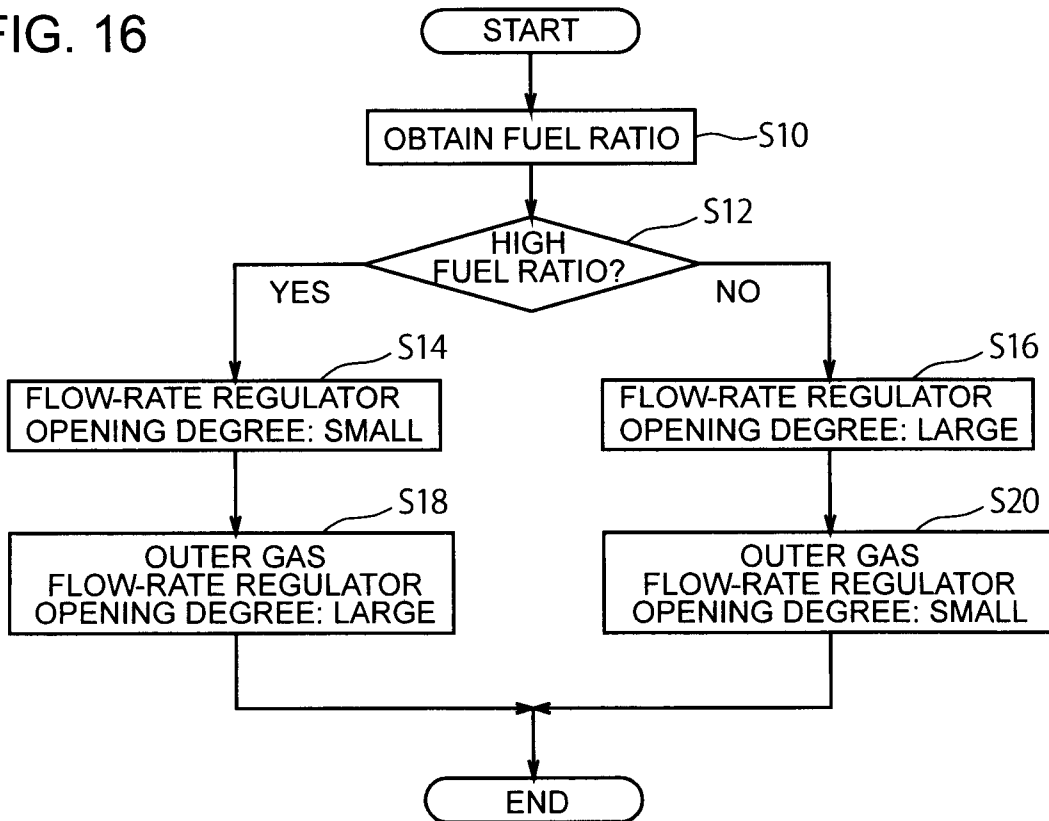 FIG. 16
START
OBTAIN FUEL RATIO
S10
S12
HIGH
FUEL RATIO?
YES
NO
S14
FLOW-RATE REGULATOR
OPENING DEGREE: SMALL
S16
FLOW-RATE REGULATOR
OPENING DEGREE: LARGE
S18
OUTER GAS
FLOW-RATE REGULATOR
OPENING DEGREE: LARGE
S20
OUTER GAS
FLOW-RATE REGULATOR
OPENING DEGREE: SMALL
END